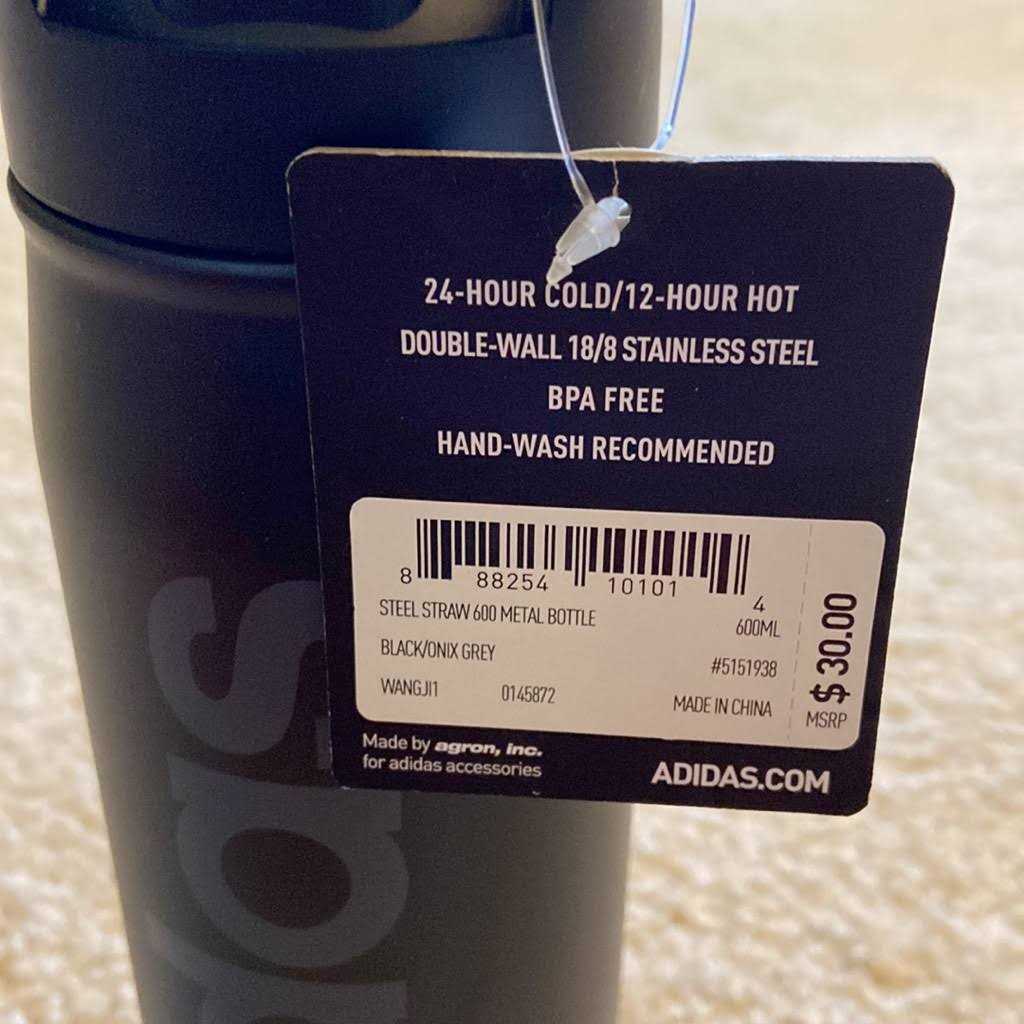 24-HOUR COLD/12-HOUR HOT
DOUBLE-WALL 18/8 STAINLESS STEEL
BPA FREE
HAND-WASH RECOMMENDED
8 88254 10101 4
STEEL STRAW 600 METAL BOTTLE 600ML
BLACK/ONIX GREY #5151938
WANGJI1 0145872 MADE IN CHINA
$ 30.00
MSRP
Made by agron, inc.
for adidas accessories
ADIDAS.COM